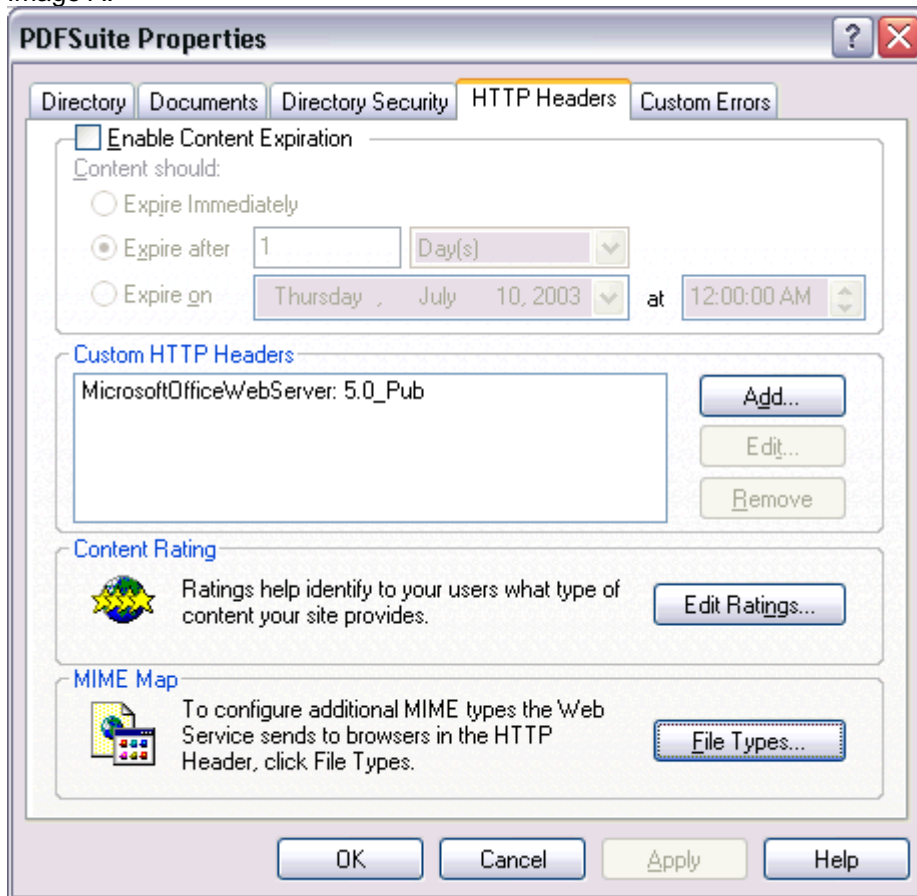 PDFSuite Properties
Directory Documents Directory Security HTTP Headers Custom Errors
Enable Content Expiration
Content should:
Expire Immediately
Expire after 1 Day(s)
Expire on Thursday , July 10, 2003 at 12:00:00 AM
Custom HTTP Headers
MicrosoftOfficeWebServer: 5.0_Pub
Add...
Edit...
Remove
Content Rating
Ratings help identify to your users what type of
content your site provides.
Edit Ratings...
MIME Map
To configure additional MIME types the Web
Service sends to browsers in the HTTP
Header, click File Types.
File Types...
OK Cancel Apply Help